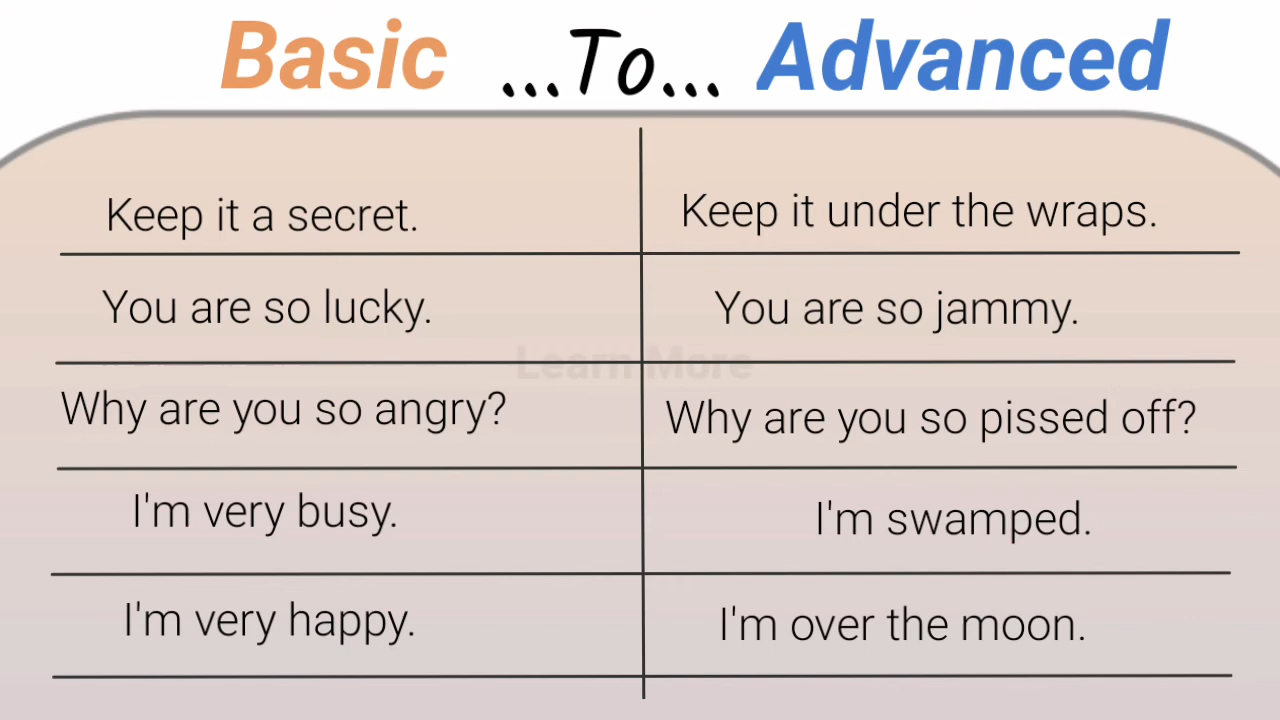 Basic ...To... Advanced
Keep it a secret. Keep it under the wraps.
You are so lucky. You are so jammy.
Learn More
Why are you so angry? Why are you so pissed off?
I'm very busy. I'm swamped.
I'm very happy. I'm over the moon.